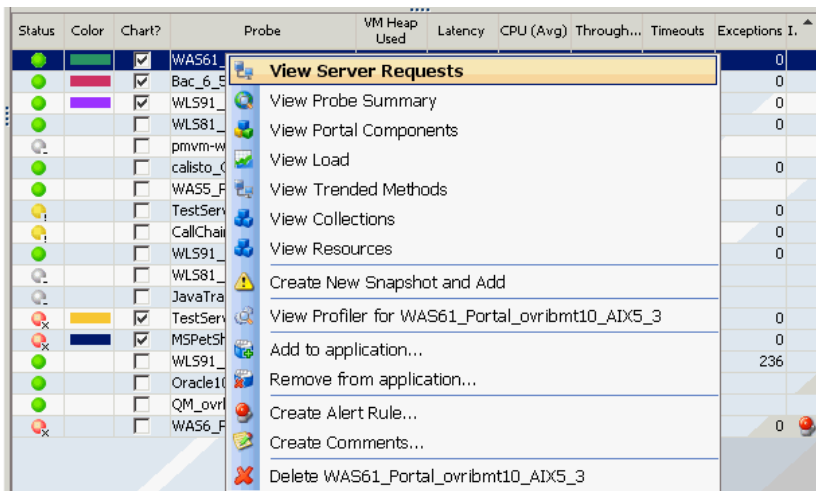 Status Color Chart? Probe VM Heap Used Latency CPU (Avg) Through... Timeouts Exceptions I.
WAS61_ 0
View Server Requests
Bac_6_5 0
View Probe Summary
WLS91_ 0
WLS81_ 0
View Portal Components
pmvm-w
View Load
calisto_ 0
WAS5_P
View Trended Methods
TestServ 0
View Collections
CallChai 0
WLS91_ 0
View Resources
WLS81_
Create New Snapshot and Add
JavaTra
TestServ 0
View Profiler for WAS61_Portal_ovribmt10_AIX5_3
MSPetSh 0
Add to application...
WLS91_ 236
Oracle10
Remove from application...
QM_ovrl
Create Alert Rule...
WAS6_P 0
Create Comments...
Delete WAS61_Portal_ovribmt10_AIX5_3